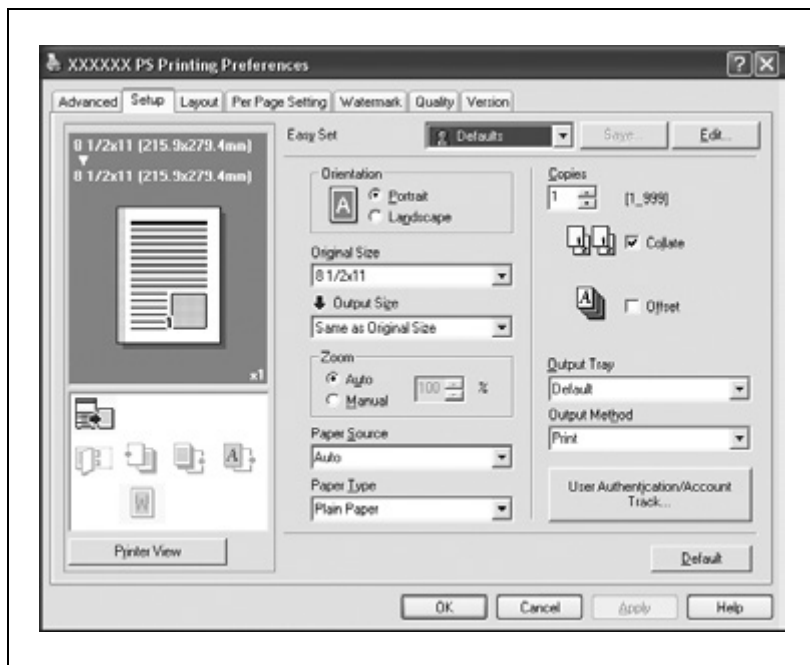 XXXXXX PS Printing Preferences
Advanced Setup Layout Per Page Setting Watermark Quality Version
8 1/2x11 (215.9x279.4mm)
8 1/2x11 (215.9x279.4mm)
1
x1
Printer View
Easy Set Defaults Save... Edit...
Orientation
A
Portrait
Landscape
Original Size
8 1/2x11
Output Size
Same as Original Size
Zoom
Auto
Manual
100 %
Paper Source
Auto
Paper Type
Plain Paper
Copies
1 [1_999]
Collate
Offset
Output Tray
Default
Output Method
Print
User Authentication/Account
Track...
Default
A
W
OK Cancel Apply Help